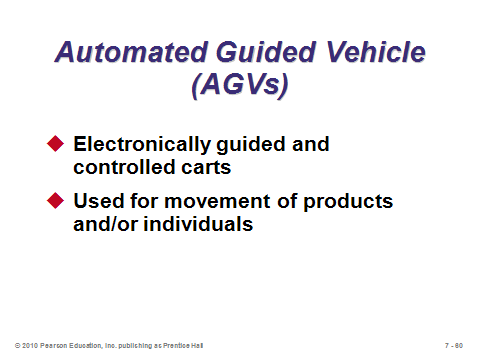 Automated Guided Vehicle
(AGVs)
Electronically guided and
controlled carts
Used for movement of products
and/or individuals
© 2010 Pearson Education, Inc. publishing as Prentice Hall
7 - 60